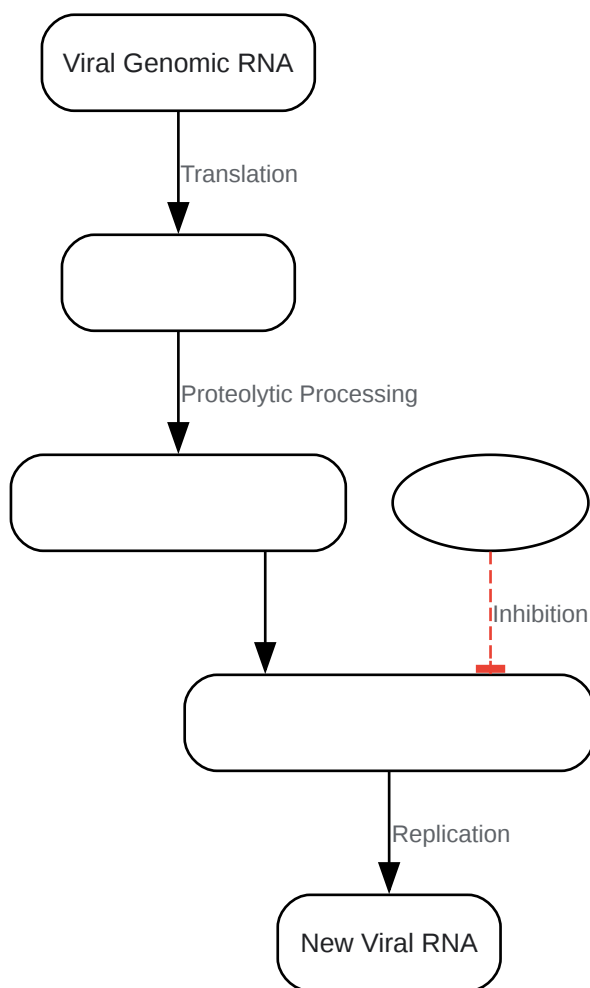 Viral Genomic RNA
Translation
Proteolytic Processing
Inhibition
Replication
New Viral RNA